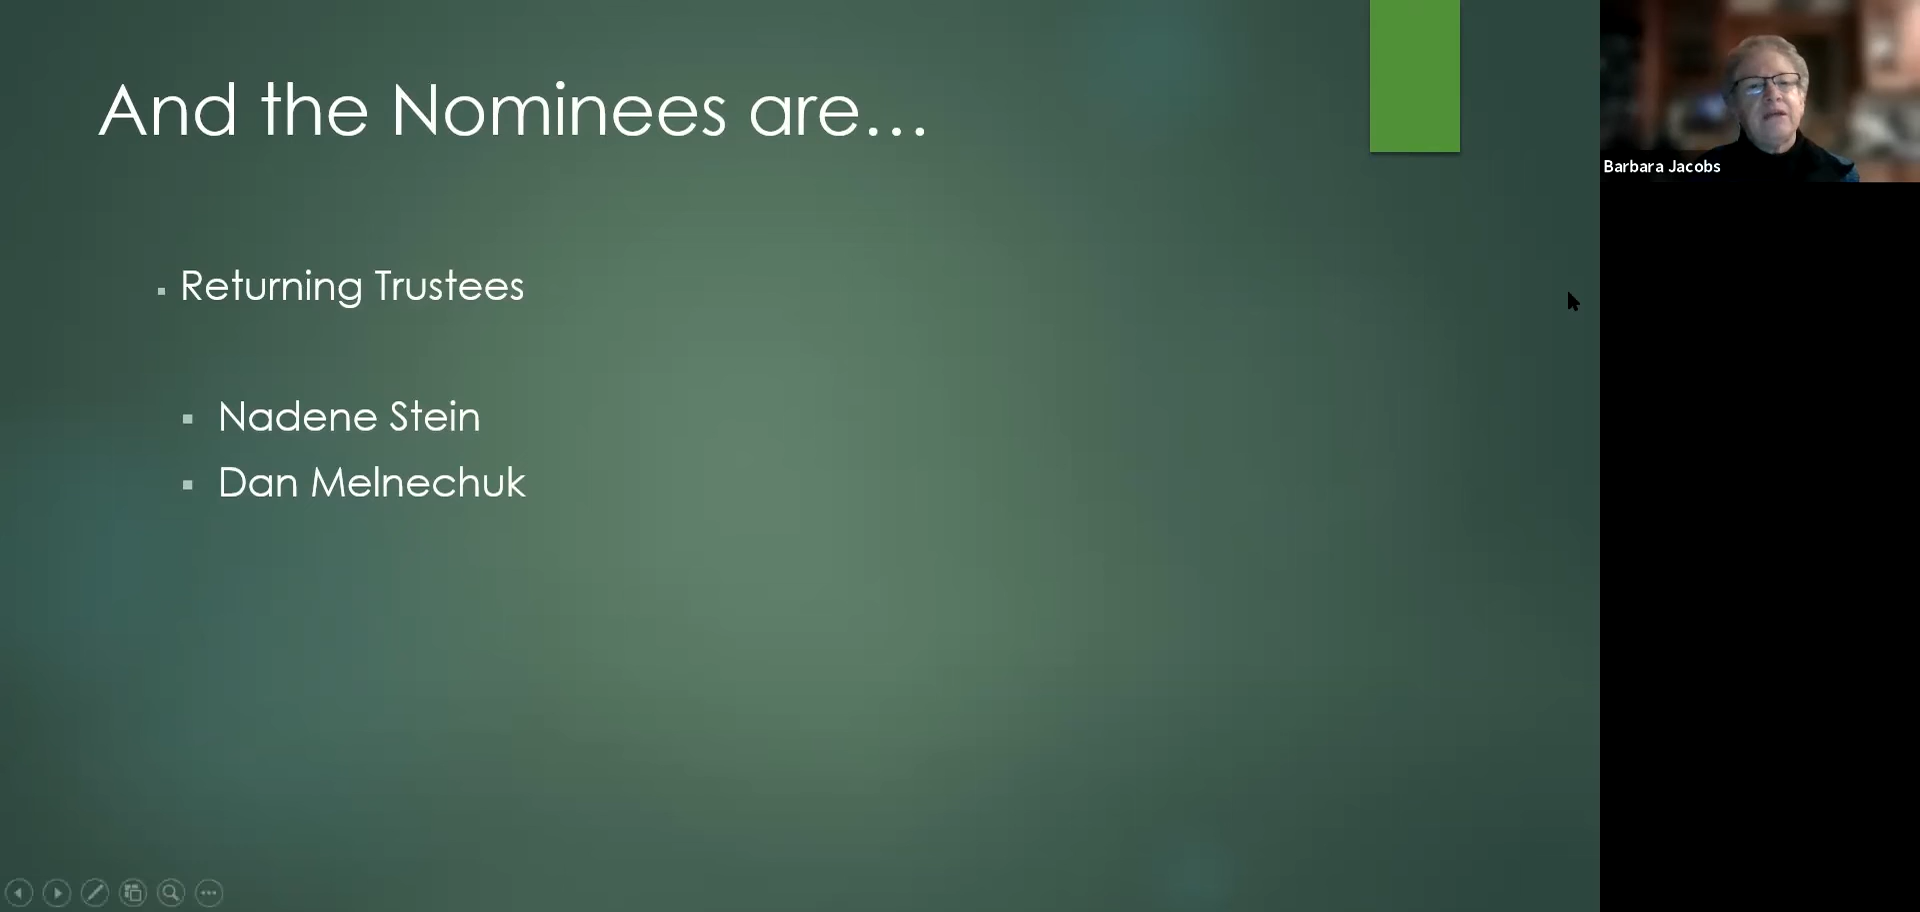 And the Nominees are…
Returning Trustees
Nadene Stein
Dan Melnechuk
Barbara Jacobs